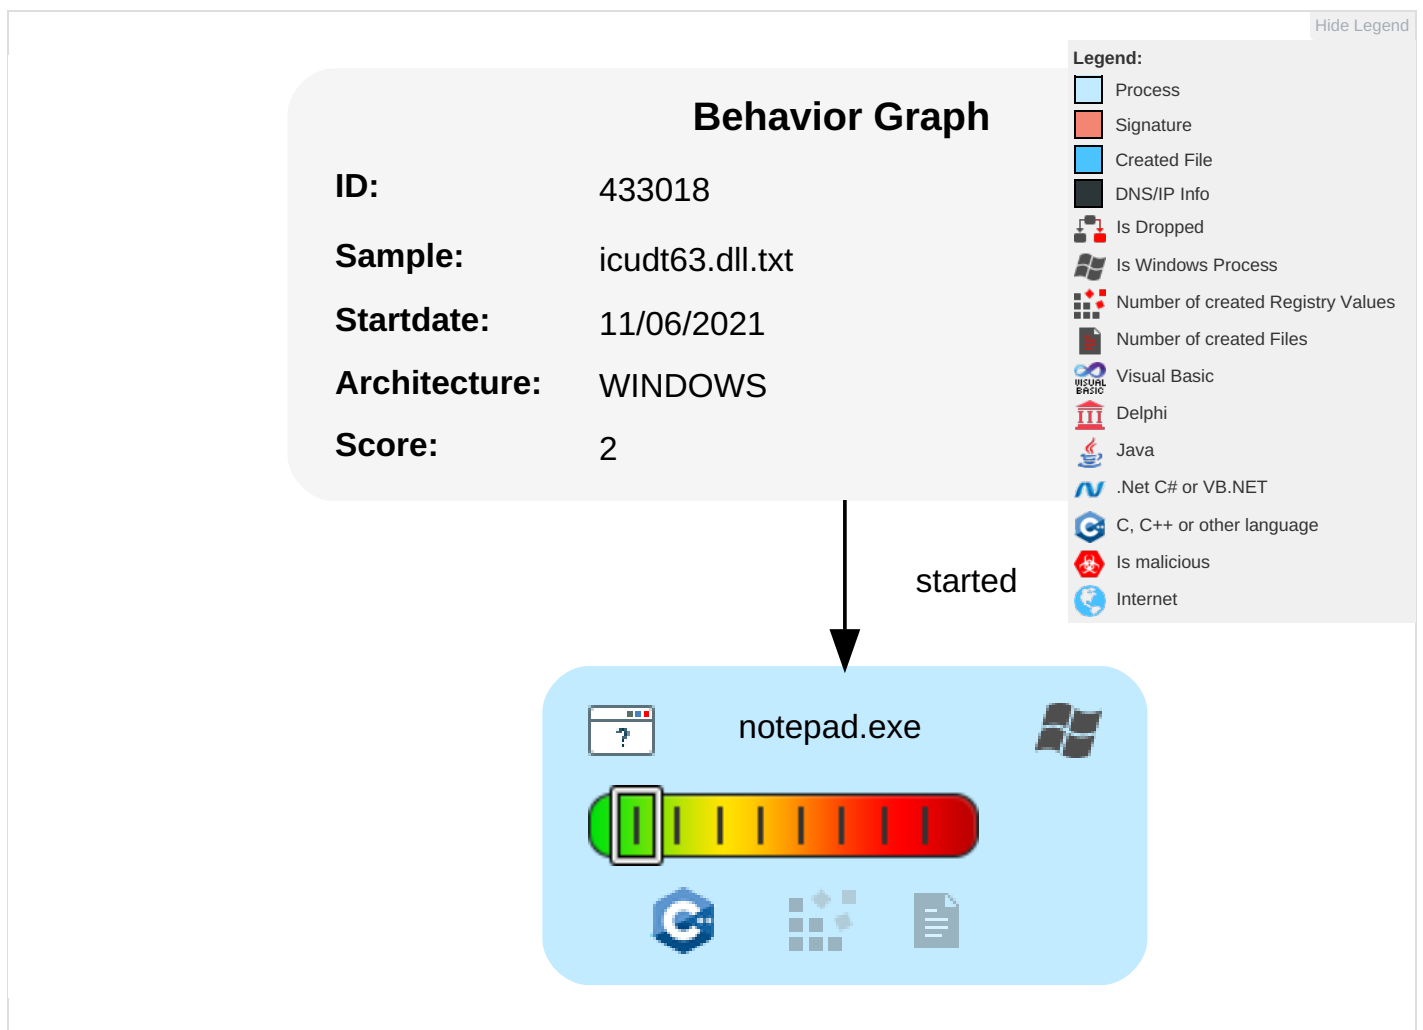 Hide Legend
Legend:
Process
Signature
Created File
DNS/IP Info
Is Dropped
Is Windows Process
Number of created Registry Values
Number of created Files
VISUAL BASIC Visual Basic
Delphi
Java
.Net C# or VB.NET
C, C++ or other language
Is malicious
Internet
Behavior Graph
ID: 433018
Sample: icudt63.dll.txt
Startdate: 11/06/2021
Architecture: WINDOWS
Score: 2
started
? notepad.exe